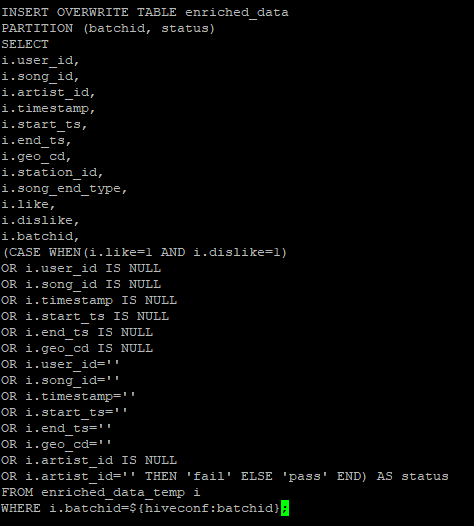 INSERT OVERWRITE TABLE enriched_data
PARTITION (batchid, status)
SELECT
i.user_id,
i.song_id,
i.artist_id,
i.timestamp,
i.start_ts,
i.end_ts,
i.geo_cd,
i.station_id,
i.song_end_type,
i.like,
i.dislike,
i.batchid,
(CASE WHEN(i.like=1 AND i.dislike=1)
OR i.user_id IS NULL
OR i.song_id IS NULL
OR i.timestamp IS NULL
OR i.start_ts IS NULL
OR i.end_ts IS NULL
OR i.geo_cd IS NULL
OR i.user_id=''
OR i.song_id=''
OR i.timestamp=''
OR i.start_ts=''
OR i.end_ts=''
OR i.geo_cd=''
OR i.artist_id IS NULL
OR i.artist_id='' THEN 'fail' ELSE 'pass' END) AS status
FROM enriched_data_temp i
WHERE i.batchid=${hiveconf:batchid};